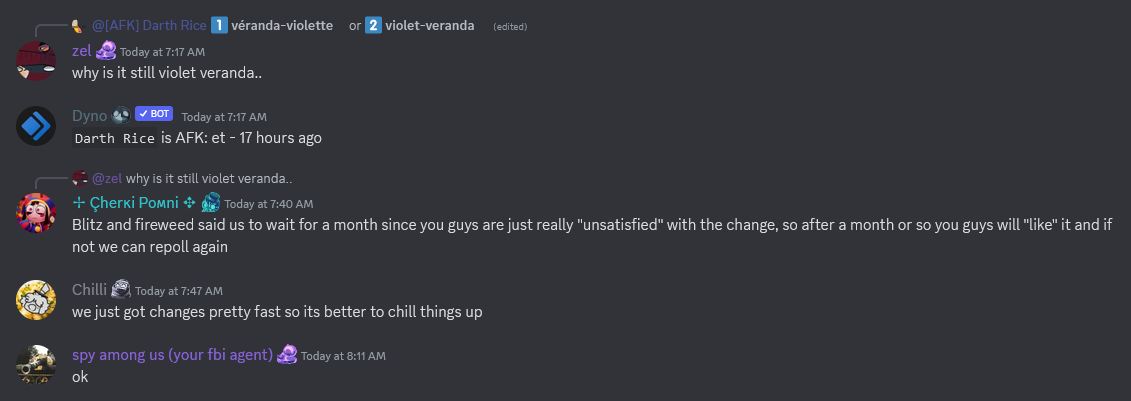 @[AFK] Darth Rice 1 véranda-violette or 2 violet-veranda (edited)
zel Today at 7:17 AM
why is it still violet veranda..
Dyno ✓ BOT Today at 7:17 AM
Darth Rice is AFK: et - 17 hours ago
@zel why is it still violet veranda..
✢ Çherкi Poмni ✣ Today at 7:40 AM
Blitz and fireweed said us to wait for a month since you guys are just really "unsatisfied" with the change, so after a month or so you guys will "like" it and if
not we can repoll again
Chilli Today at 7:47 AM
we just got changes pretty fast so its better to chill things up
spy among us (your fbi agent) Today at 8:11 AM
ok